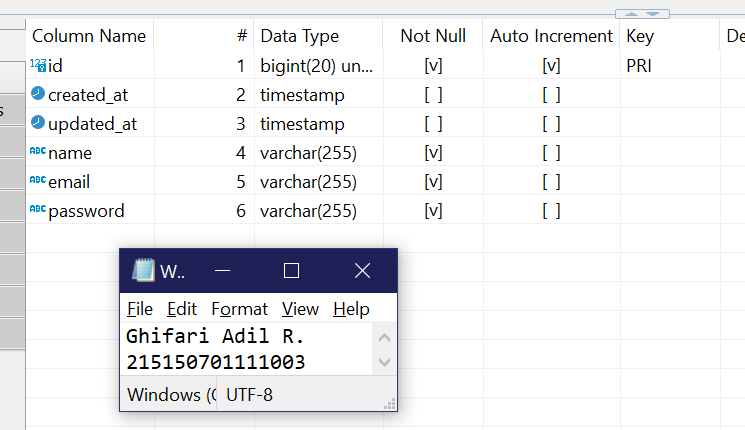 Column Name # Data Type Not Null Auto Increment Key De
123 id 1 bigint(20) un... [v] [v] PRI
created_at 2 timestamp [ ] [ ]
updated_at 3 timestamp [ ] [ ]
ABC name 4 varchar(255) [v] [ ]
ABC email 5 varchar(255) [v] [ ]
ABC password 6 varchar(255) [v] [ ]
s
W..
File Edit Format View Help
Ghifari Adil R.
215150701111003
Windows (C UTF-8